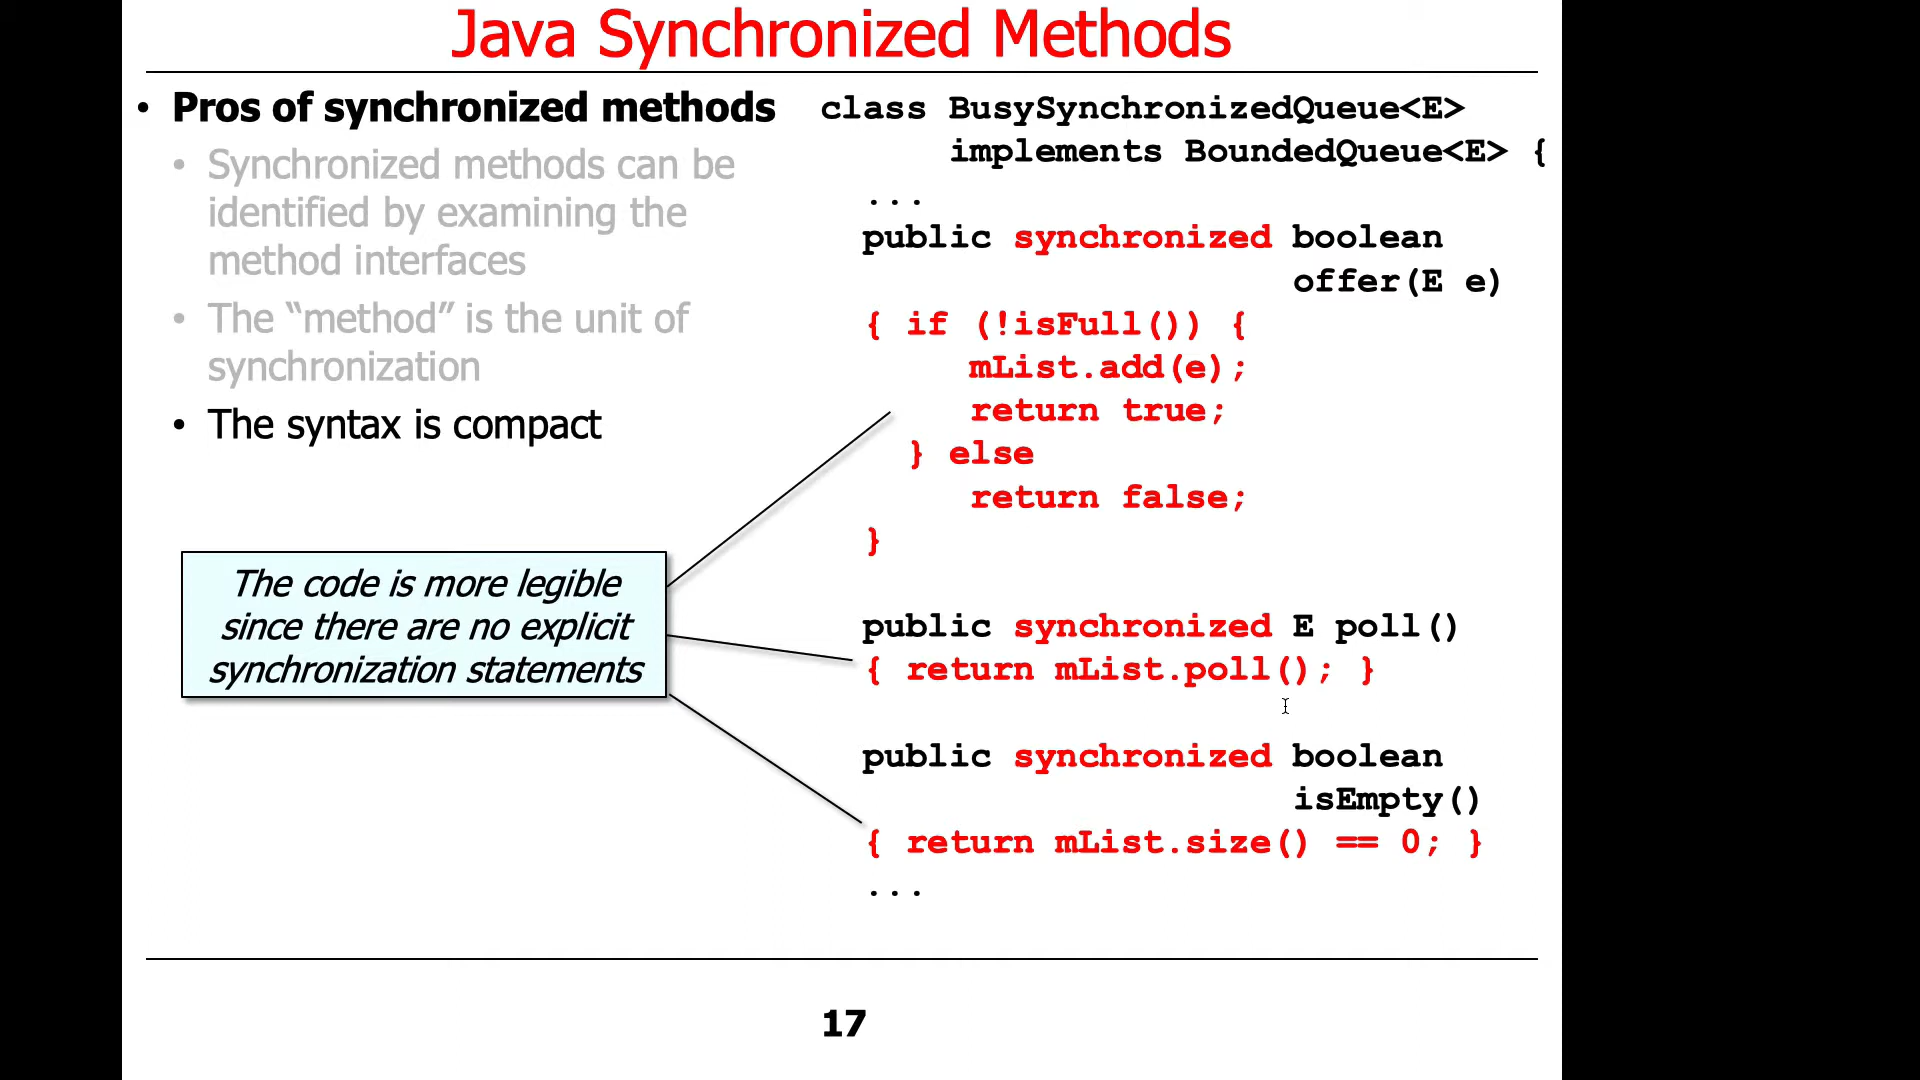 Java Synchronized Methods
• Pros of synchronized methods
• Synchronized methods can be
identified by examining the
method interfaces
• The “method” is the unit of
synchronization
• The syntax is compact
The code is more legible
since there are no explicit
synchronization statements
class BusySynchronizedQueue<E>
implements BoundedQueue<E> {
...
public synchronized boolean
offer(E e)
{ if (!isFull()) {
mList.add(e);
return true;
} else
return false;
}
public synchronized E poll()
{ return mList.poll(); }
public synchronized boolean
isEmpty()
{ return mList.size() == 0; }
...
17